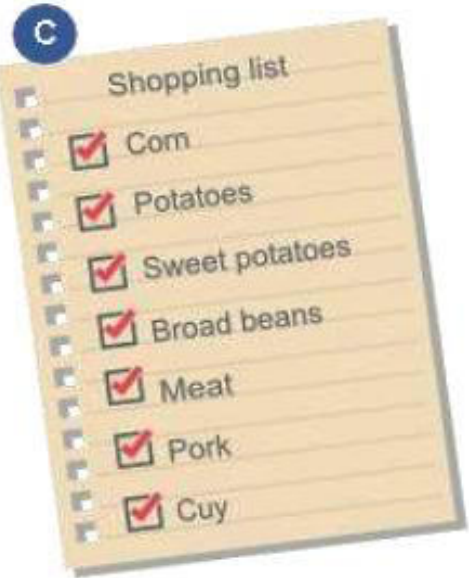 C
Shopping list
Corn
Potatoes
Sweet potatoes
Broad beans
Meat
Pork
Cuy